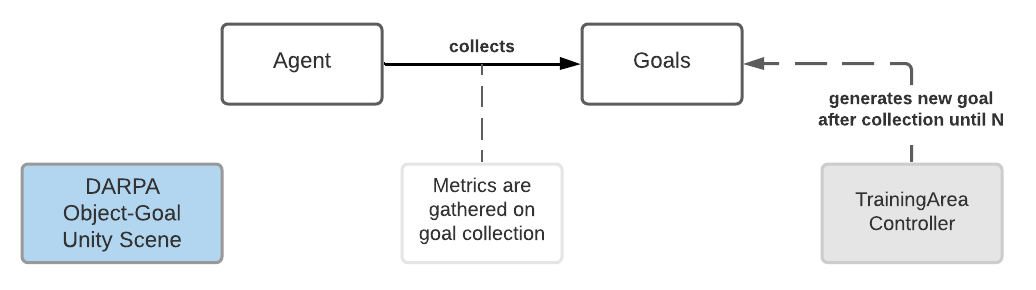 Agent
collects
Goals
generates new goal
after collection until N
DARPA
Object-Goal
Unity Scene
Metrics are
gathered on
goal collection
TrainingArea
Controller